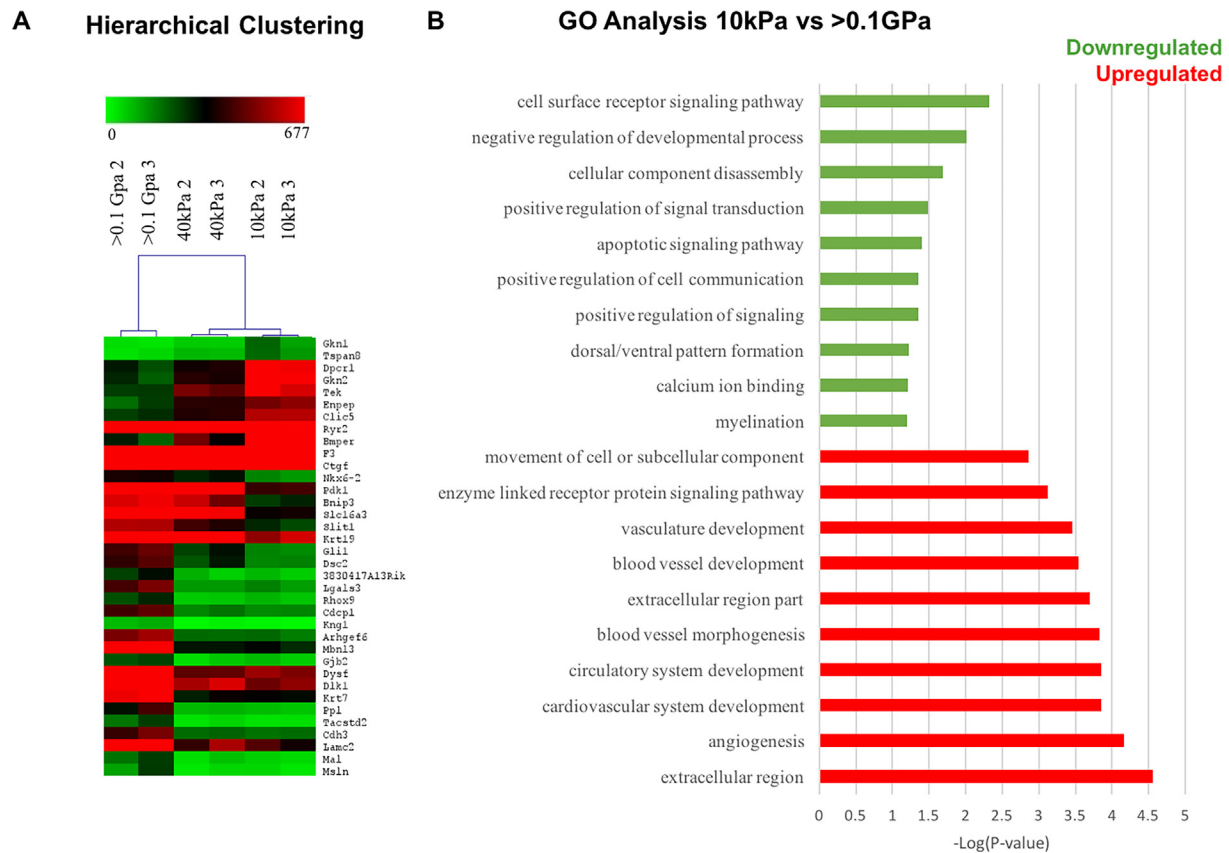 A
Hierarchical Clustering
0
677
>0.1 Gpa 2
>0.1 Gpa 3
40kPa 2
40kPa 3
10kPa 2
10kPa 3
Gkn1
Tspan8
Dpcr1
Gkn2
Tek
Enpep
Clic5
Ryr2
Bmper
F3
Ctgf
Nkx6-2
Pdk1
Bnip3
Slc16a3
Slit1
Krt19
Gli1
Dsc2
3830417A13Rik
Lgals3
Rhox9
Cdcp1
Kng1
Arhgef6
Mbnl3
Gjb2
Dysf
Dlk1
Krt7
Ppl
Tacstd2
Cdh3
Lamc2
Mal
Msln
B
GO Analysis 10kPa vs >0.1GPa
Downregulated
Upregulated
cell surface receptor signaling pathway
negative regulation of developmental process
cellular component disassembly
positive regulation of signal transduction
apoptotic signaling pathway
positive regulation of cell communication
positive regulation of signaling
dorsal/ventral pattern formation
calcium ion binding
myelination
movement of cell or subcellular component
enzyme linked receptor protein signaling pathway
vasculature development
blood vessel development
extracellular region part
blood vessel morphogenesis
circulatory system development
cardiovascular system development
angiogenesis
extracellular region
0 0.5 1 1.5 2 2.5 3 3.5 4 4.5 5
-Log(P-value)